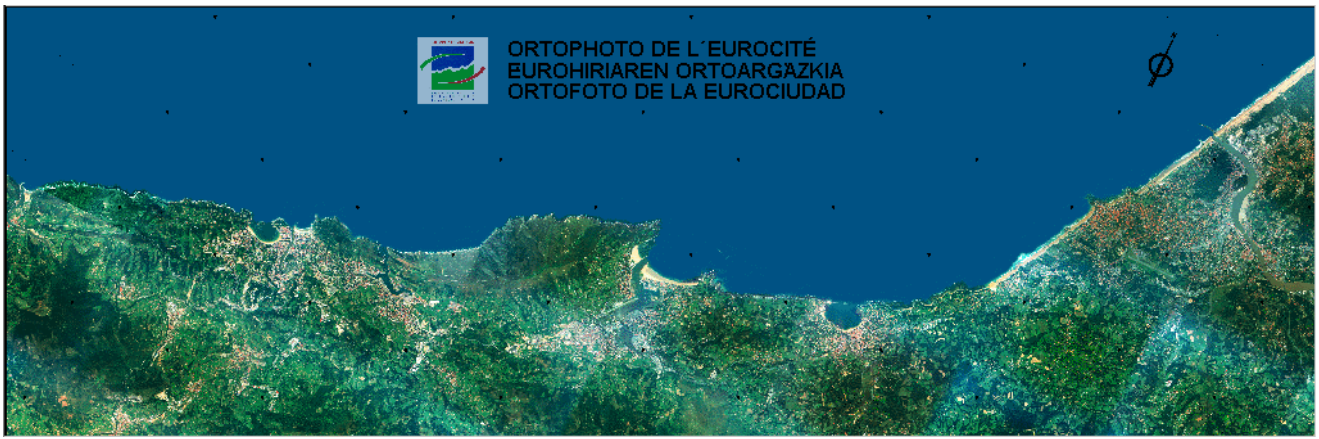 ORTOPHOTO DE L´EUROCITÉ
EUROHIRIAREN ORTOARGAZKIA
ORTOFOTO DE LA EUROCIUDAD